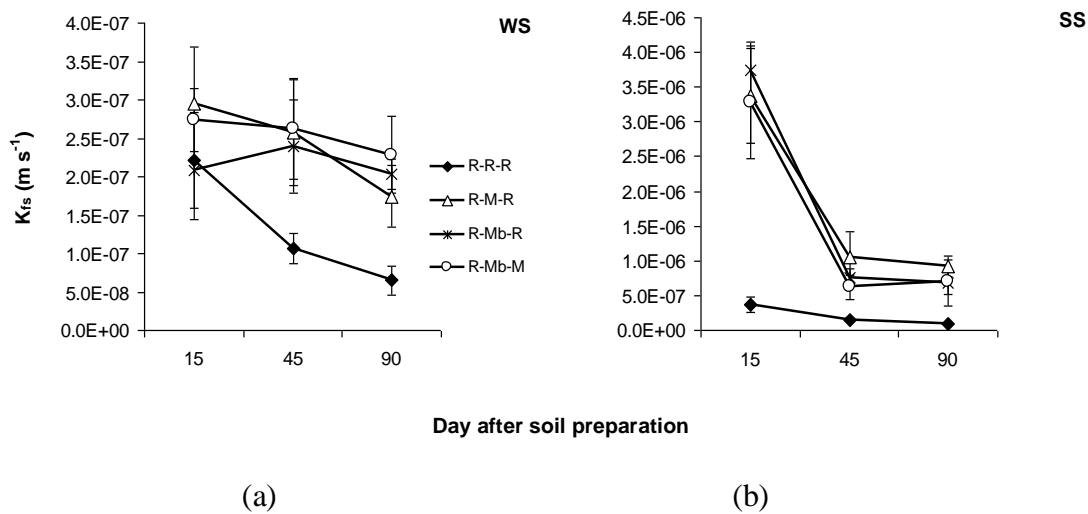 WS
4.0E-07
3.5E-07
3.0E-07
2.5E-07
2.0E-07
1.5E-07
1.0E-07
5.0E-08
0.0E+00
Kfs (m s-1)
15
45
90
R-R-R
R-M-R
R-Mb-R
R-Mb-M
SS
4.5E-06
4.0E-06
3.5E-06
3.0E-06
2.5E-06
2.0E-06
1.5E-06
1.0E-06
5.0E-07
0.0E+00
15
45
90
Day after soil preparation
(a)
(b)